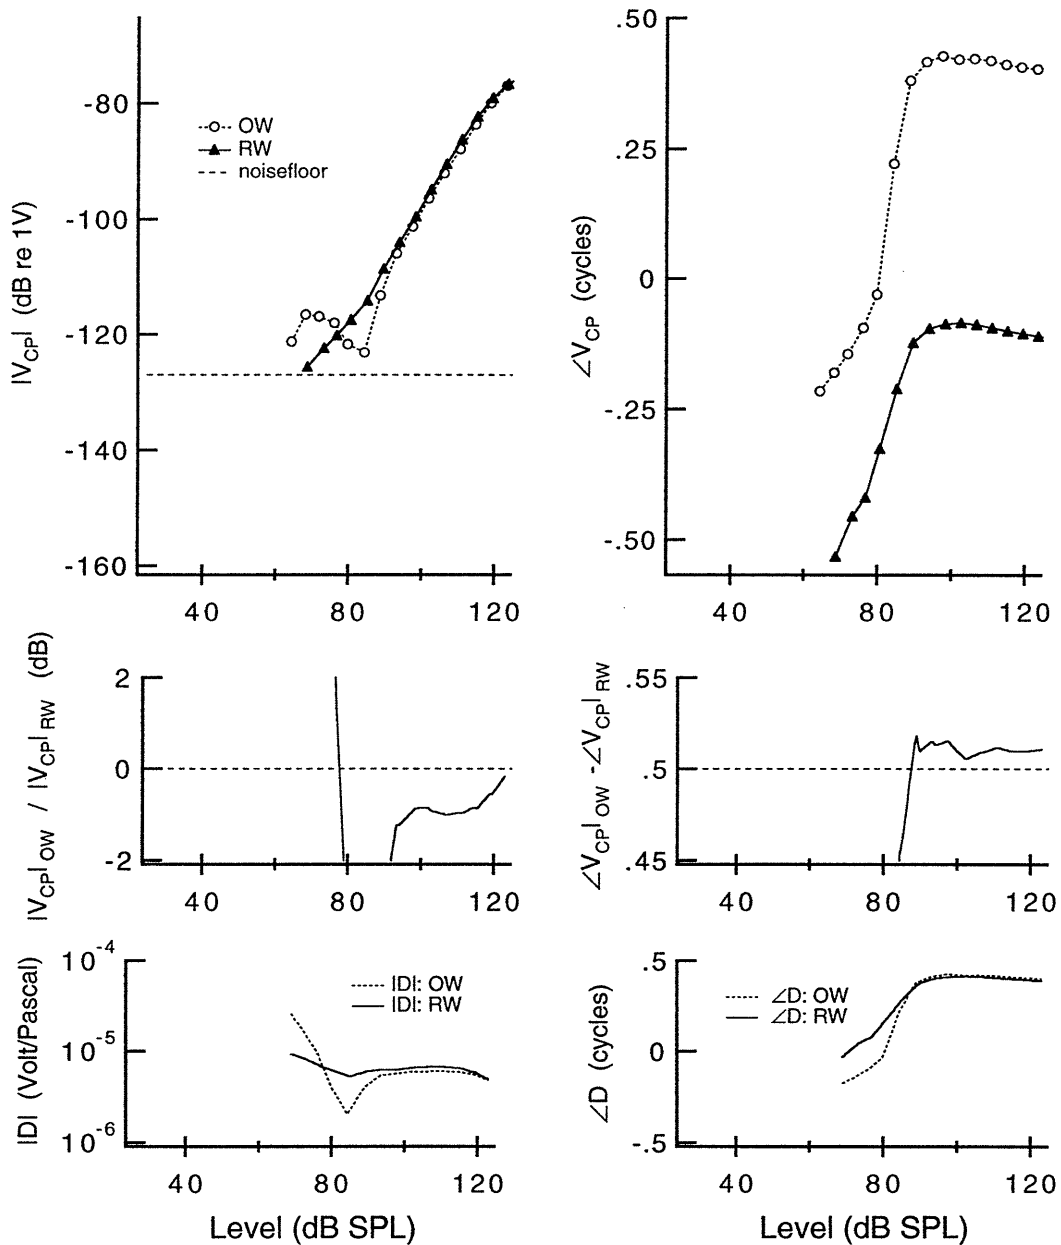 |V_CP| (dB re 1V)
-80
-100
-120
-140
-160
OW
RW
noisefloor
40 80 120
∠V_CP (cycles)
.50
.25
0
-.25
-.50
40 80 120
|V_CP|_OW / |V_CP|_RW (dB)
2
0
-2
40 80 120
∠V_CP|_OW -∠V_CP|_RW
.55
.5
.45
40 80 120
|D| (Volt/Pascal)
10^-4
10^-5
10^-6
|D|: OW
|D|: RW
40 80 120
Level (dB SPL)
∠D (cycles)
.5
0
-.5
∠D: OW
∠D: RW
40 80 120
Level (dB SPL)